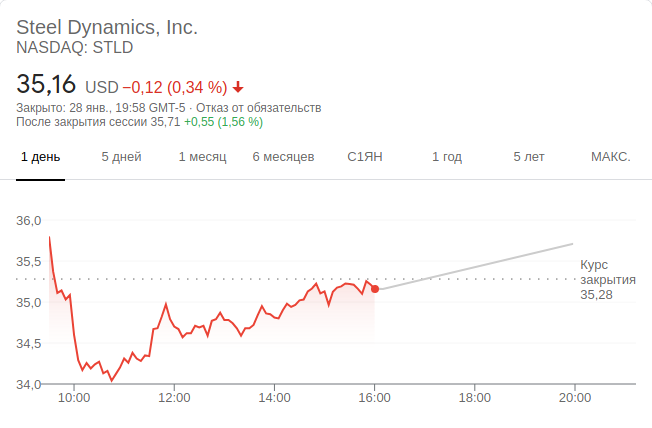 Steel Dynamics, Inc.
NASDAQ: STLD
35,16 USD −0,12 (0,34 %)
Закрыто: 28 янв., 19:58 GMT-5 · Отказ от обязательств
После закрытия сессии 35,71 +0,55 (1,56 %)
1 день 5 дней 1 месяц 6 месяцев С1ЯН 1 год 5 лет МАКС.
36,0
35,5
35,0
34,5
34,0
Курс
закрытия
35,28
10:00 12:00 14:00 16:00 18:00 20:00